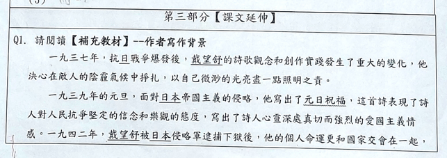 第三部分【課文延伸】
Q1. 請閱讀【補充教材】--作者寫作背景
一九三七年，抗日戰爭爆發後，戴望舒的詩歌觀念和創作實踐發生了重大的變化，他
決心在敵人的陰霾氣候中掙扎，以自己微渺的光亮盡一點照明之責。
一九三九年的元旦，面對日本帝國主義的侵略，他寫出了元日祝福，這首詩表現了詩
人對人民抗爭堅定的信念和樂觀的態度，寫出了詩人心靈深處真切而強烈的愛國主義情
感。一九四二年，戴望舒被日本侵略軍逮捕下獄後，他的個人命運更和國家交會在一起，